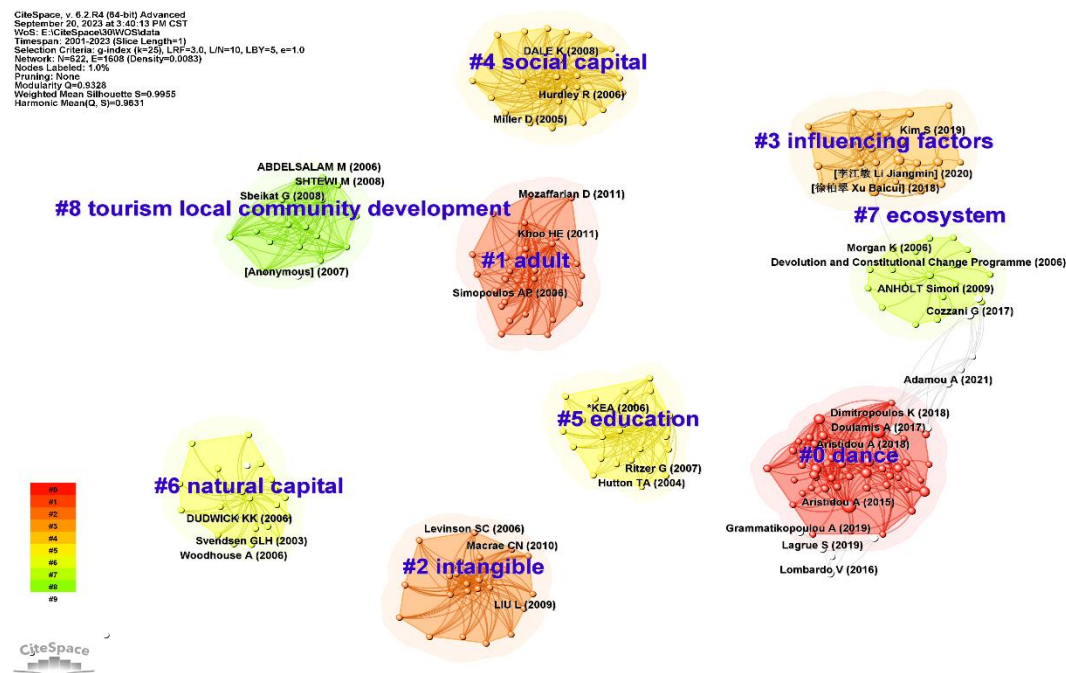 CiteSpace, v. 6.2.R4 (64-bit) Advanced
September 20, 2023 at 3:40:13 PM CST
WoS: E:\CiteSpace\30\WOS\data
Timespan: 2001-2023 (Slice Length=1)
Selection Criteria: g-index (k=25), LRF=3.0, L/N=10, LBY=5, e=1.0
Network: N=622, E=1608 (Density=0.0083)
Nodes Labeled: 1.0%
Pruning: None
Modularity Q=0.9328
Weighted Mean Silhouette S=0.9955
Harmonic Mean(Q, S)=0.9631
DALE K (2008)
#4 social capital
Hurdley R (2006)
Miller D (2005)
Kim S (2019)
#3 influencing factors
[李江敏 Li Jiangmin] (2020)
[徐柏翠 Xu Baicui] (2018)
ABDELSALAM M (2006)
SHTEWI M (2008)
Sbeikat G (2008)
#8 tourism local community development
[Anonymous] (2007)
Mozaffarian D (2011)
Khoo HE (2011)
#1 adult
Simopoulos AP (2006)
#7 ecosystem
Morgan K (2006)
Devolution and Constitutional Change Programme (2006)
ANHOLT Simon (2009)
Cozzani G (2017)
Adamou A (2021)
*KEA (2006)
#5 education
Ritzer G (2007)
Hutton TA (2004)
Dimitropoulos K (2018)
Doulamis A (2017)
Aristidou A (2018)
#0 dance
Aristidou A (2015)
Grammatikopoulou A (2019)
Lagrue S (2019)
Lombardo V (2016)
#6 natural capital
DUDWICK KK (2006)
Svendsen GLH (2003)
Woodhouse A (2006)
Levinson SC (2006)
Macrae CN (2010)
#2 intangible
LIU L (2009)
#0
#1
#2
#3
#4
#5
#6
#7
#8
#9
CiteSpace